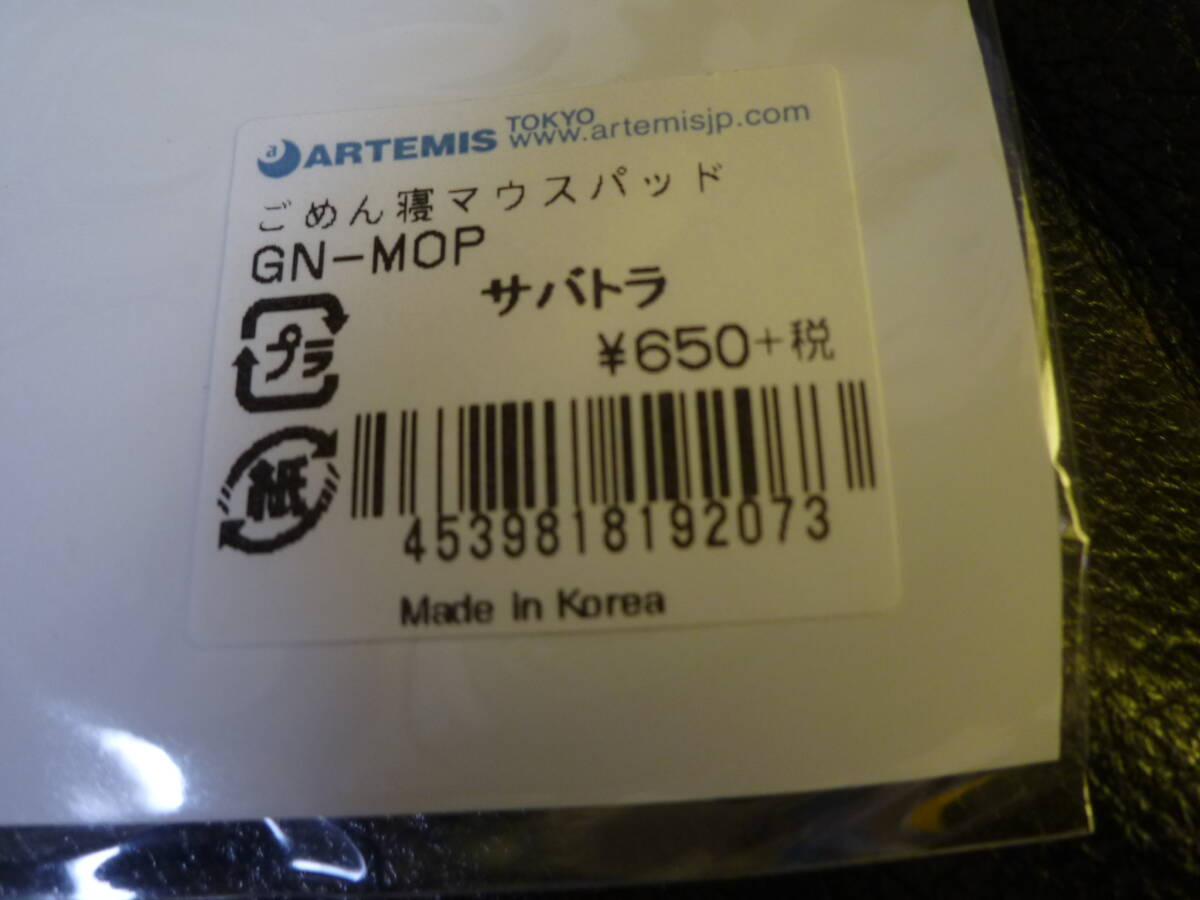 a ARTEMIS TOKYO
www.artemisjp.com
ごめん寝マウスパッド
GN-MOP
サバトラ
プラ
¥650+税
紙
4539818192073
Made in Korea